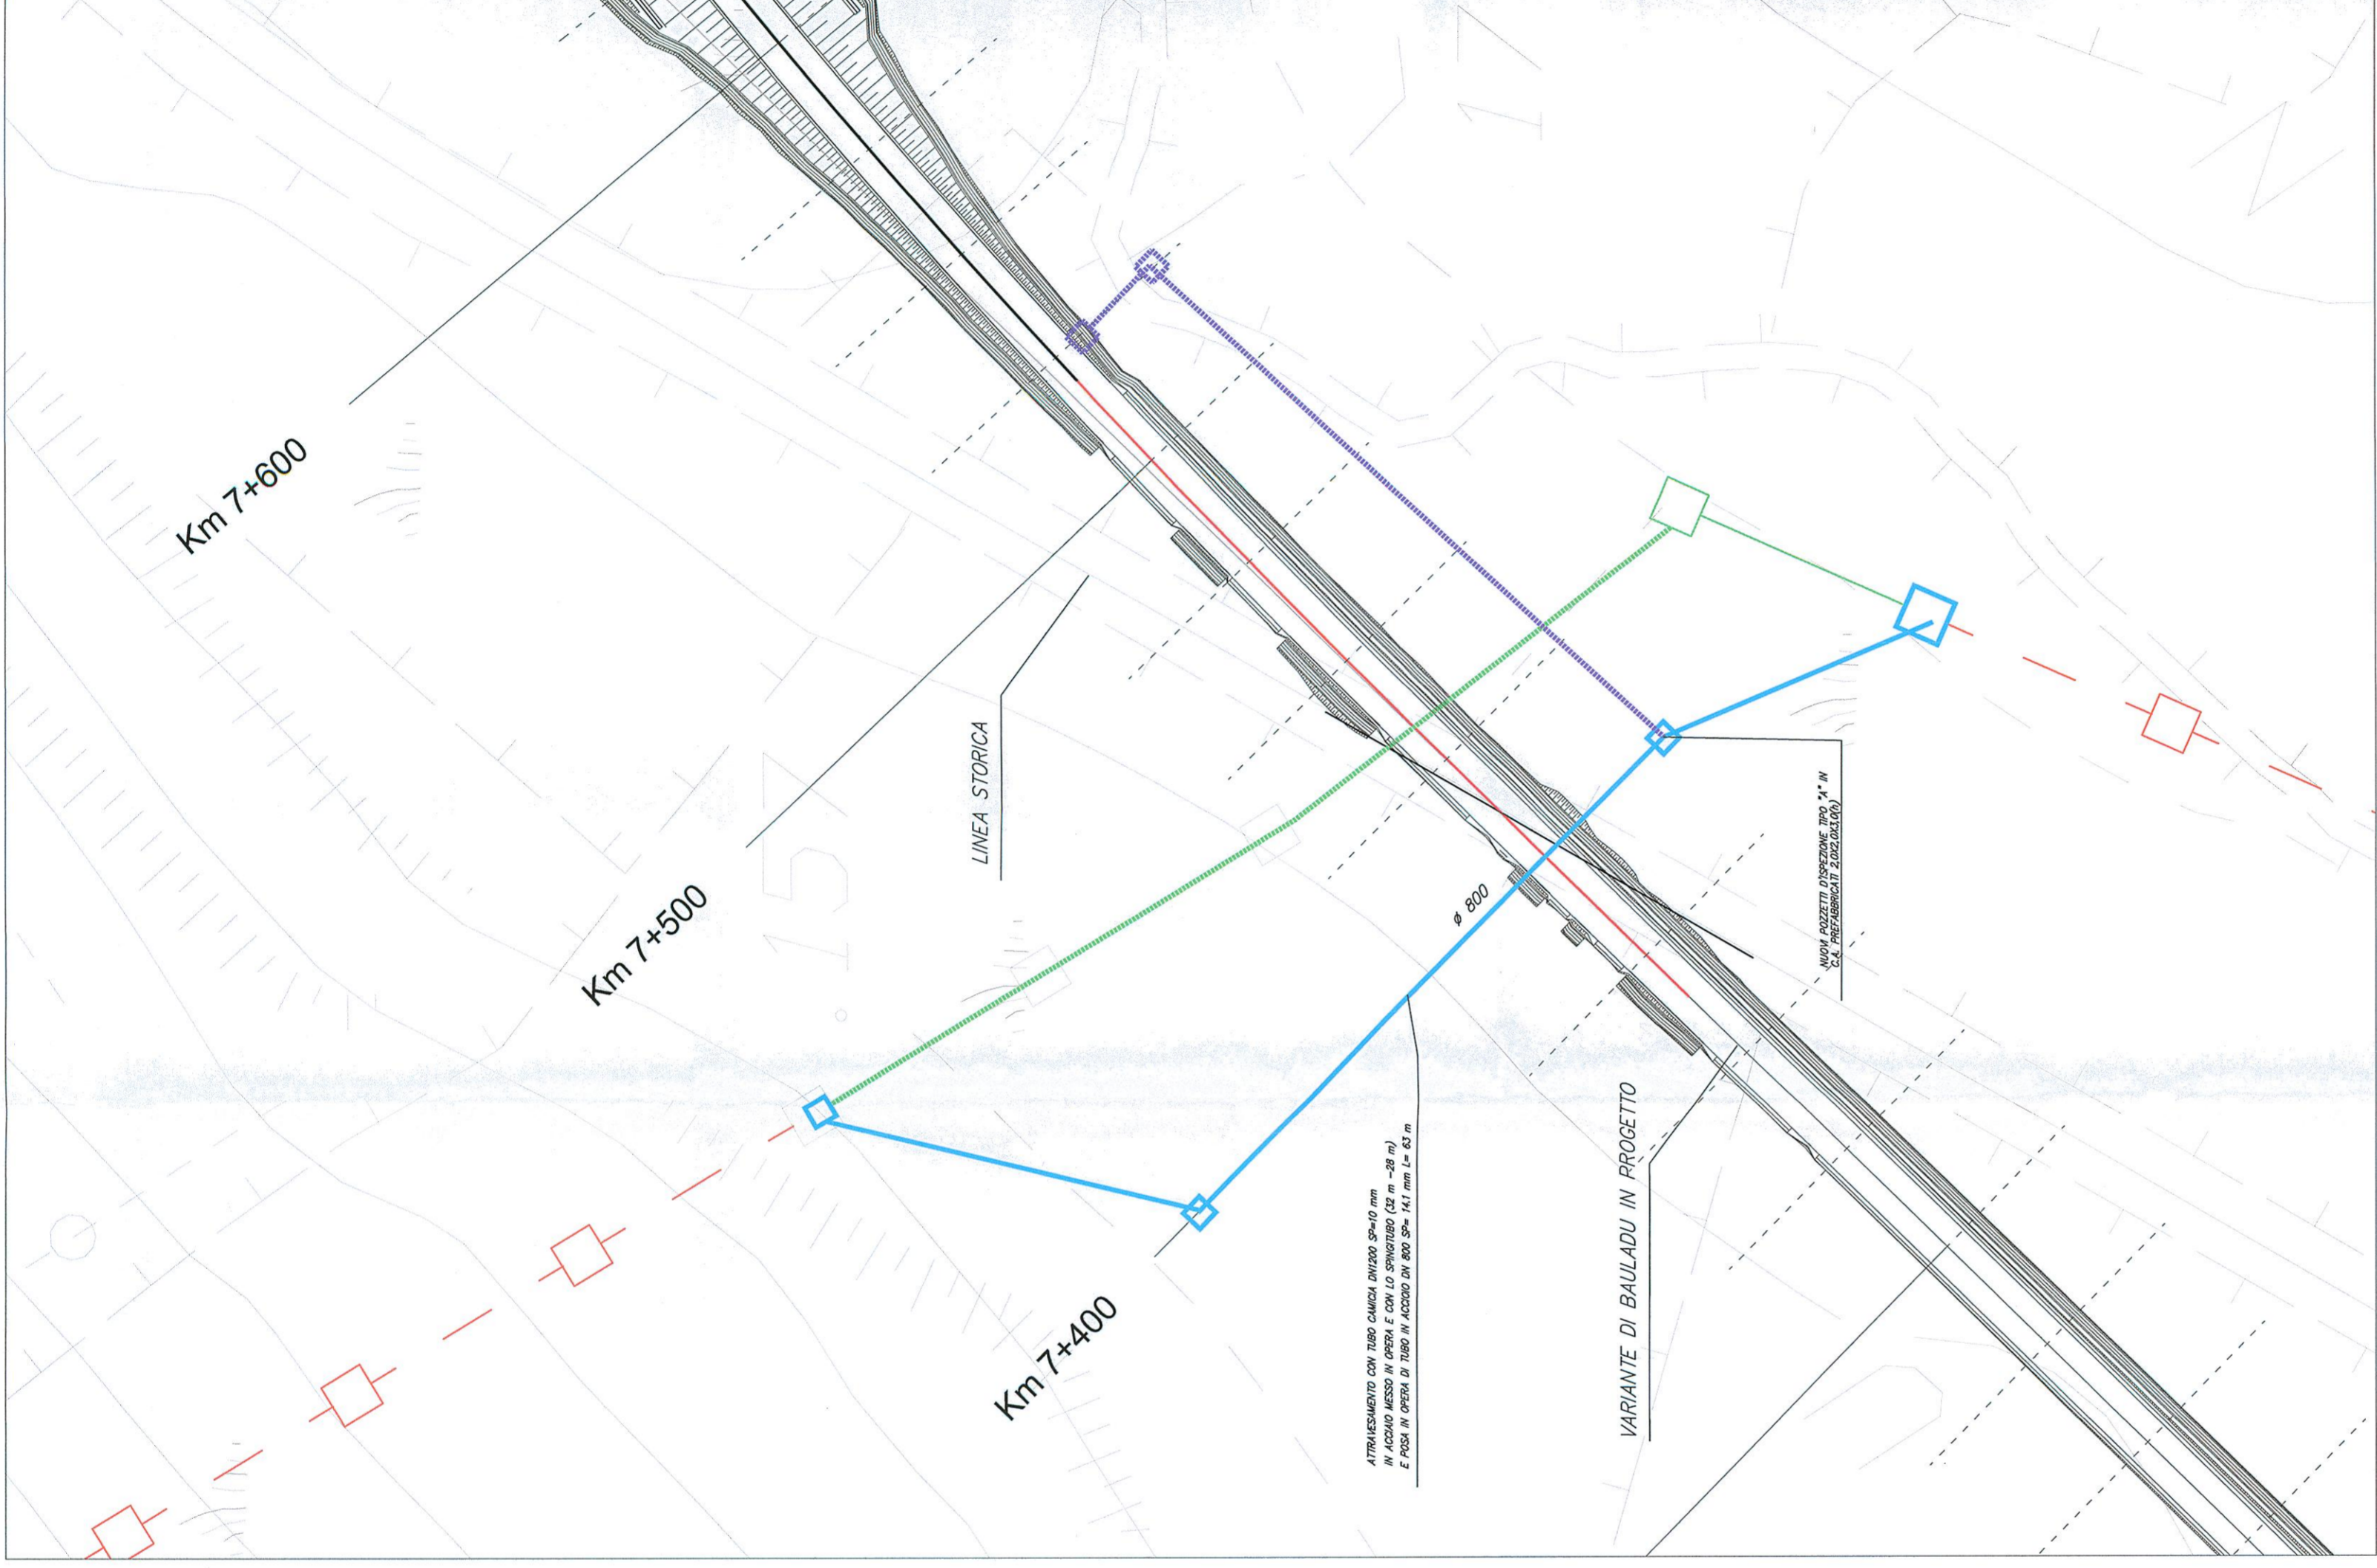 Km 7+600
Km 7+500
Km 7+400
LINEA STORICA
157
ø 800
NUOVI POZZETTI D'ISPEZIONE TIPO "A" IN
C.A. PREFABBRICATI 2,0X2,0X3,0(h)
ATTRAVESAMENTO CON TUBO CAMICIA DN1200 SP=10 mm
IN ACCIAIO MESSO IN OPERA E CON LO SPINGITUBO (32 m -28 m)
E POSA IN OPERA DI TUBO IN ACCIOIO DN 800 SP= 14.1 mm L= 63 m
VARIANTE DI BAULADU IN PROGETTO